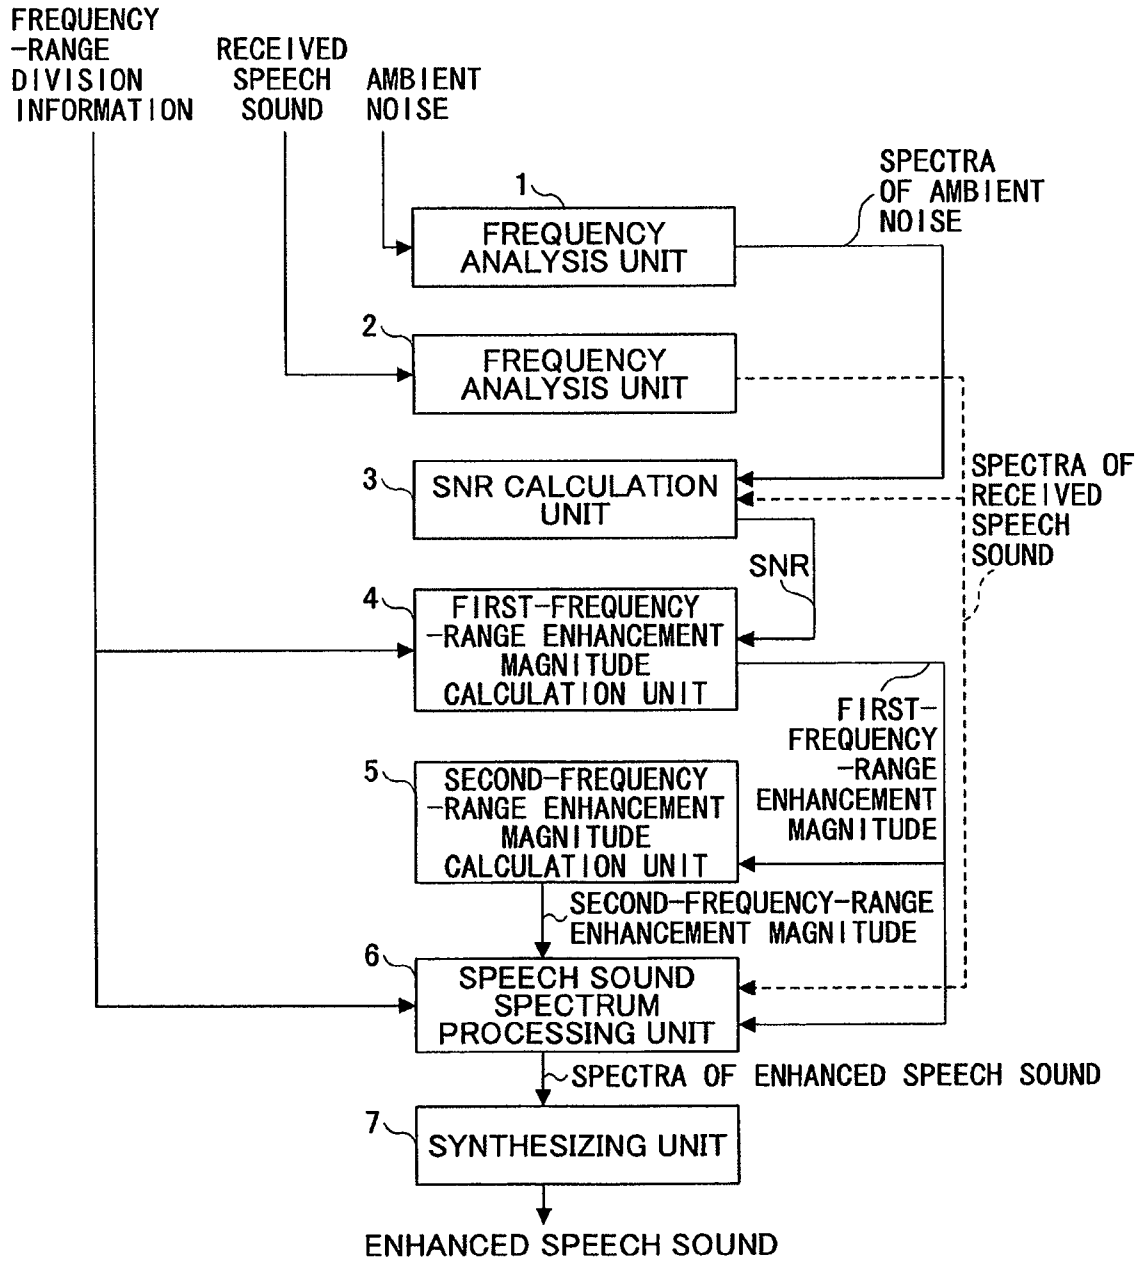 FREQUENCY
-RANGE
DIVISION
INFORMATION
RECEIVED
SPEECH
SOUND
AMBIENT
NOISE
SPECTRA
OF AMBIENT
NOISE
1
FREQUENCY
ANALYSIS UNIT
2
FREQUENCY
ANALYSIS UNIT
3
SNR CALCULATION
UNIT
SPECTRA OF
RECEIVED
SPEECH
SOUND
SNR
4
FIRST-FREQUENCY
-RANGE ENHANCEMENT
MAGNITUDE
CALCULATION UNIT
FIRST-
FREQUENCY
-RANGE
ENHANCEMENT
MAGNITUDE
5
SECOND-FREQUENCY
-RANGE ENHANCEMENT
MAGNITUDE
CALCULATION UNIT
SECOND-FREQUENCY-RANGE
ENHANCEMENT MAGNITUDE
6
SPEECH SOUND
SPECTRUM
PROCESSING UNIT
SPECTRA OF ENHANCED SPEECH SOUND
7
SYNTHESIZING UNIT
ENHANCED SPEECH SOUND